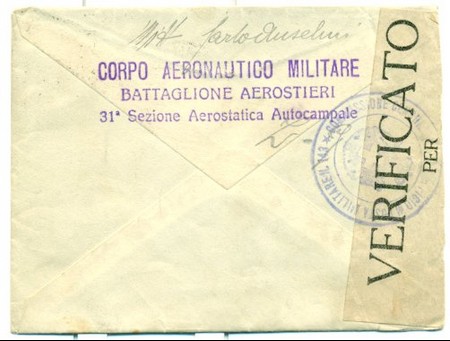 Carlo Anselmi
CORPO AERONAUTICO MILITARE
BATTAGLIONE AEROSTIERI
31ª Sezione Aerostatica Autocampale
VERIFICATO
PER